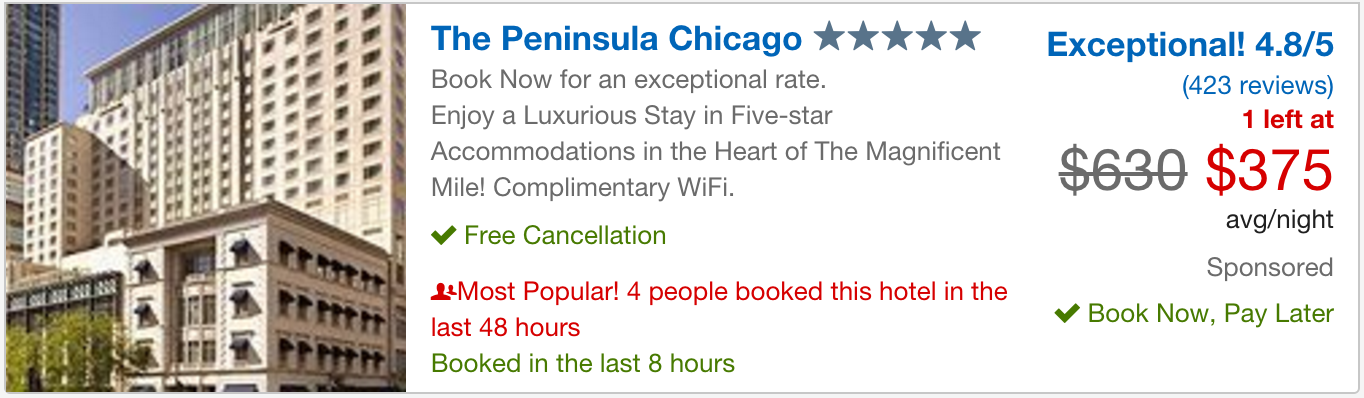 The Peninsula Chicago
Book Now for an exceptional rate.
Enjoy a Luxurious Stay in Five-star
Accommodations in the Heart of The Magnificent
Mile! Complimentary WiFi.
Free Cancellation
Most Popular! 4 people booked this hotel in the
last 48 hours
Booked in the last 8 hours
Exceptional! 4.8/5
(423 reviews)
1 left at
$630 $375
avg/night
Sponsored
Book Now, Pay Later